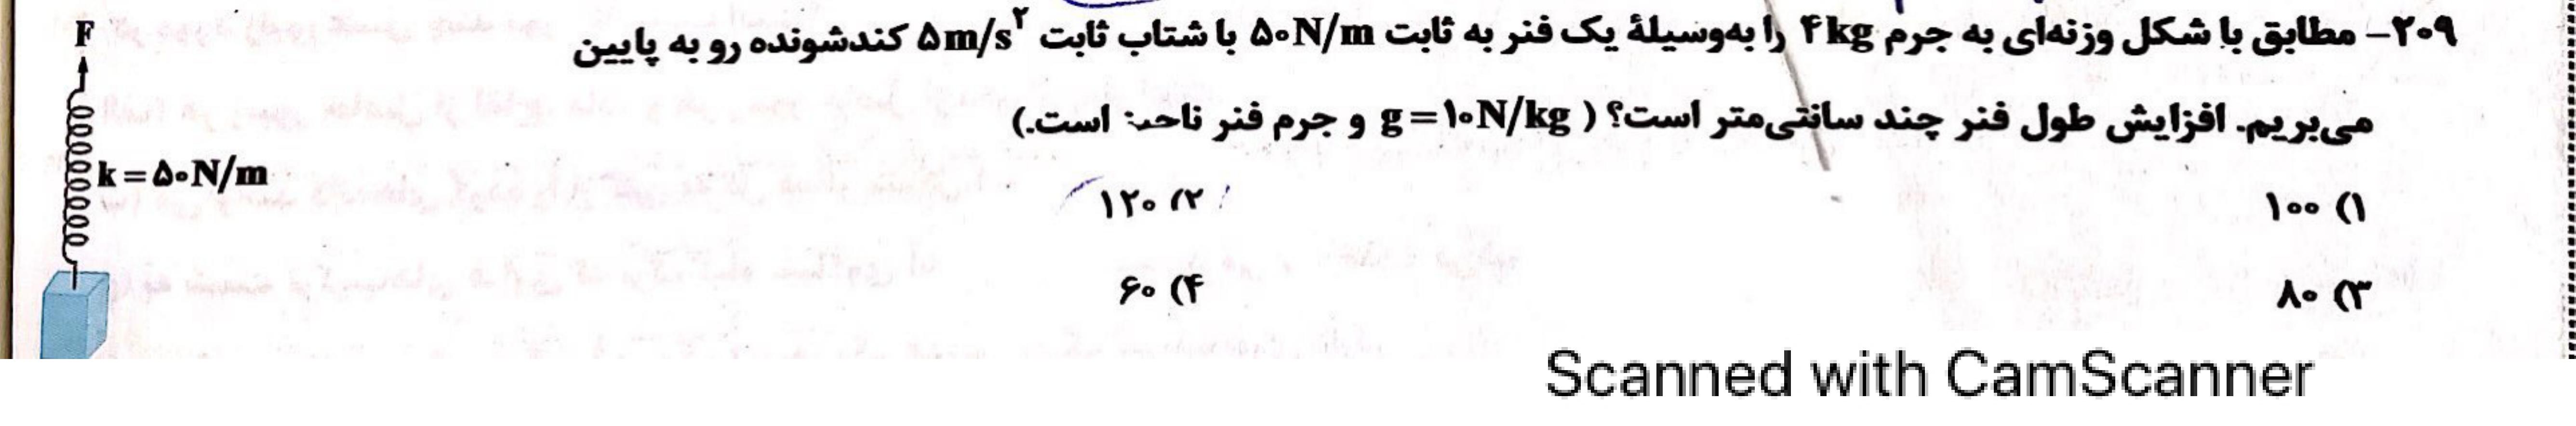 ۲۰۹- مطابق با شکل وزنه‌ای به جرم ۴kg را به‌وسیلهٔ یک فنر به ثابت ۵۰N/m با شتاب ثابت ۵m/s² کندشونده رو به پایین
می‌بریم. افزایش طول فنر چند سانتی‌متر است؟ (g=۱۰N/kg و جرم فنر ناچیز است.)
F
k=۵۰N/m
۱) ۱۰۰
۲) ۱۲۰
۳) ۸۰
۴) ۶۰
Scanned with CamScanner